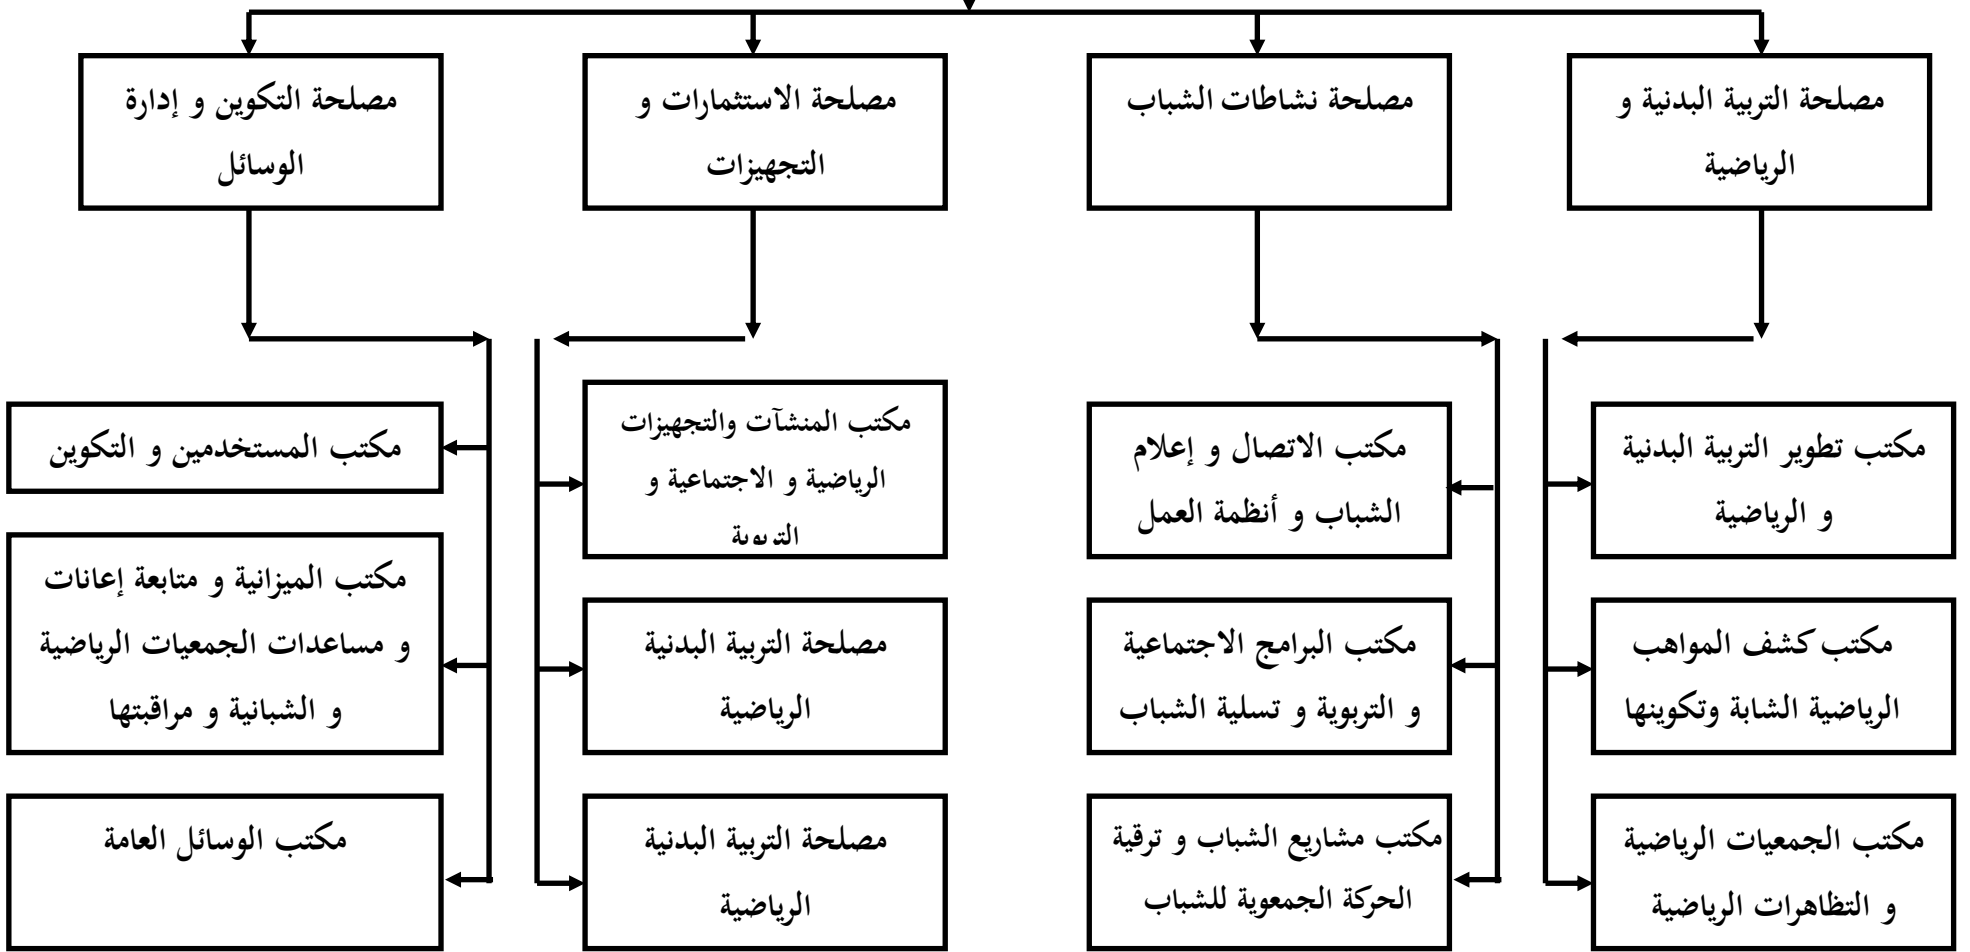 مصلحة التربية البدنية و
الرياضية
مصلحة نشاطات الشباب
مصلحة الاستثمارات و
التجهيزات
مصلحة التكوين و إدارة
الوسائل
مكتب تطوير التربية البدنية
و الرياضية
مكتب كشف المواهب
الرياضية الشابة وتكوينها
مكتب الجمعيات الرياضية
و التظاهرات الرياضية
مكتب الاتصال و إعلام
الشباب و أنظمة العمل
مكتب البرامج الاجتماعية
و التربوية و تسلية الشباب
مكتب مشاريع الشباب و ترقية
الحركة الجمعوية للشباب
مكتب المنشآت والتجهيزات
الرياضية و الاجتماعية و
التربوية
مصلحة التربية البدنية
الرياضية
مصلحة التربية البدنية
الرياضية
مكتب المستخدمين و التكوين
مكتب الميزانية و متابعة إعانات
و مساعدات الجمعيات الرياضية
و الشبانية و مراقبتها
مكتب الوسائل العامة